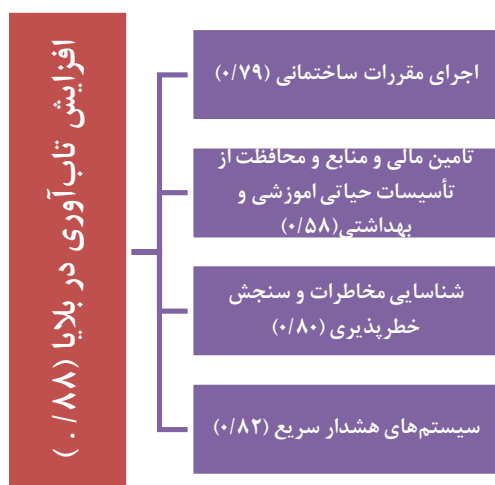 افزایش تاب‌آوری در بلایا (۰/۸۸)
اجرای مقررات ساختمانی (۰/۷۹)
تامین مالی و منابع و محافظت از
تأسیسات حیاتی اموزشی و
بهداشتی(۰/۵۸)
شناسایی مخاطرات و سنجش
خطرپذیری (۰/۸۰)
سیستم‌های هشدار سریع (۰/۸۲)